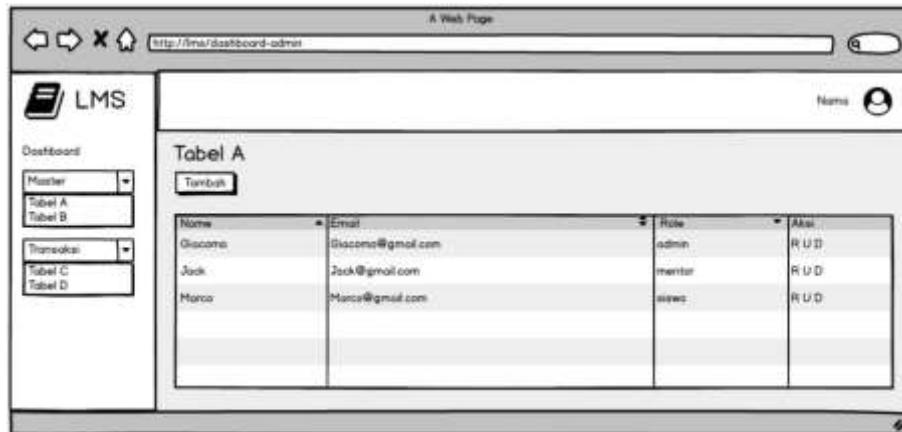 A Web Page
http://lms/dashboard-admin
LMS
Nama
Dashboard
Master
Tabel A
Tabel B
Transaksi
Tabel C
Tabel D
Tabel A
Tambah
Name Email Role Aksi
Giacomo Giacomo@gmail.com admin R U D
Jack Jack@gmail.com mentor R U D
Marco Marco@gmail.com siswa R U D